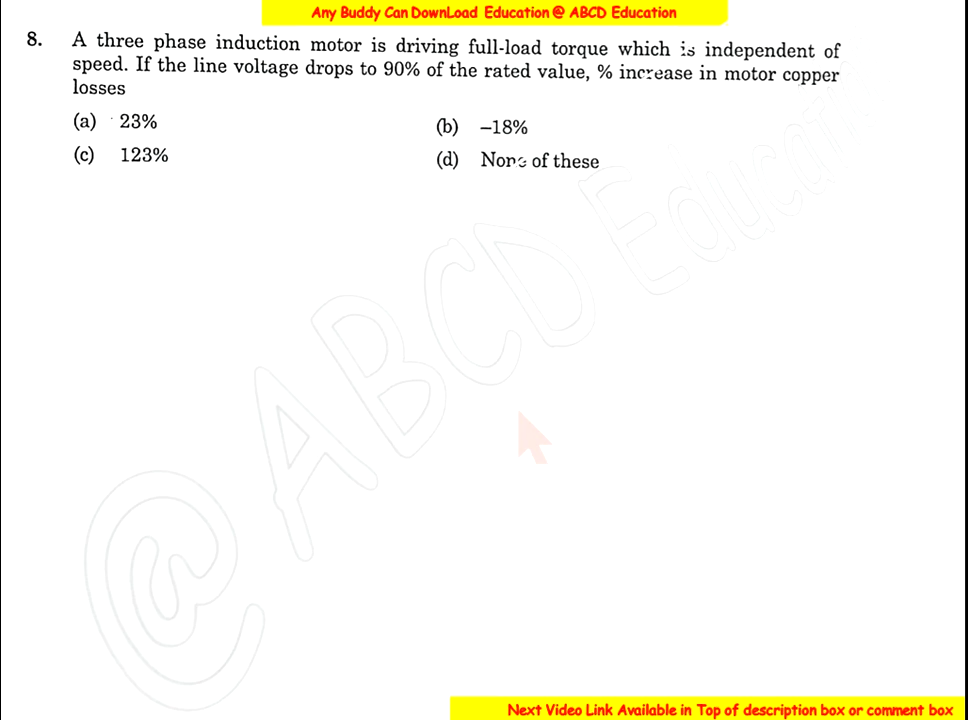 Any Buddy Can DownLoad Education @ ABCD Education
8. A three phase induction motor is driving full-load torque which is independent of
speed. If the line voltage drops to 90% of the rated value, % increase in motor copper
losses
(a) 23% (b) –18%
(c) 123% (d) None of these
@ABCD Educat
Next Video Link Available in Top of description box or comment box